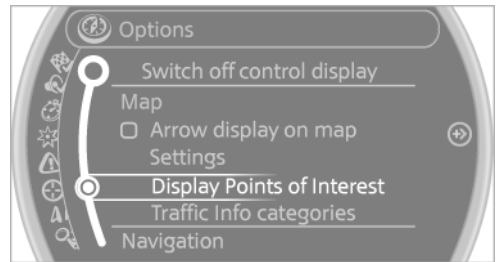 Options
Switch off control display
Map
Arrow display on map
Settings
Display Points of Interest
Traffic Info categories
Navigation